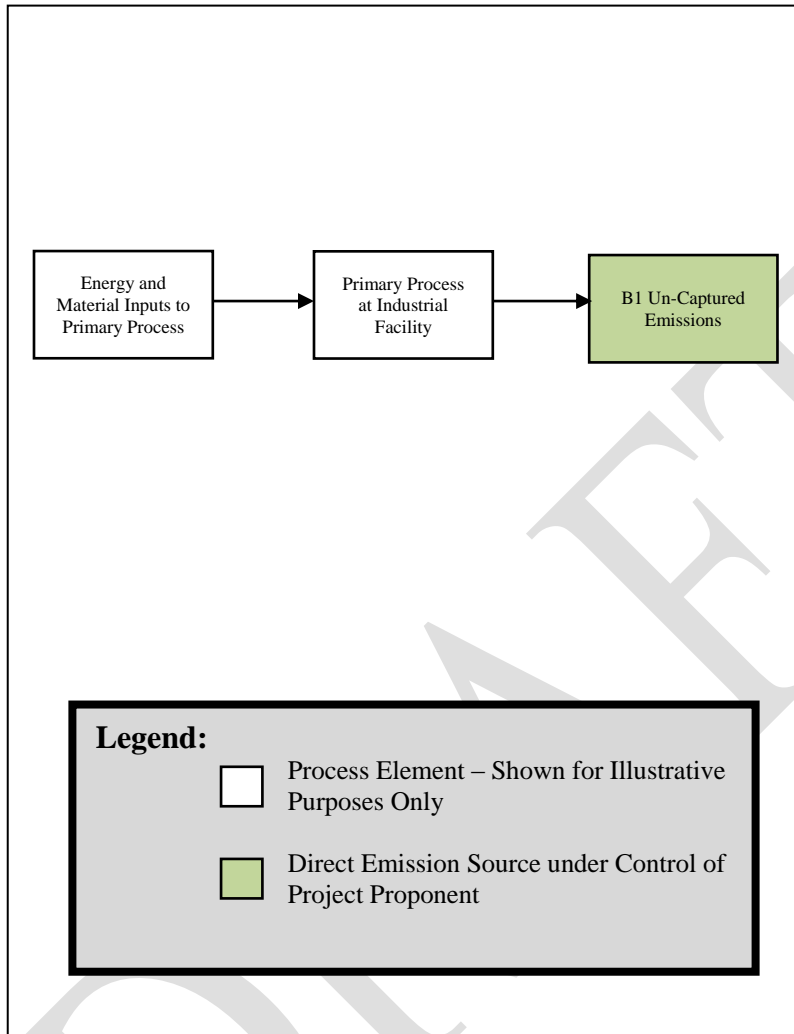 Energy and
Material Inputs to
Primary Process
Primary Process
at Industrial
Facility
B1 Un-Captured
Emissions
Legend:
Process Element – Shown for Illustrative
Purposes Only
Direct Emission Source under Control of
Project Proponent